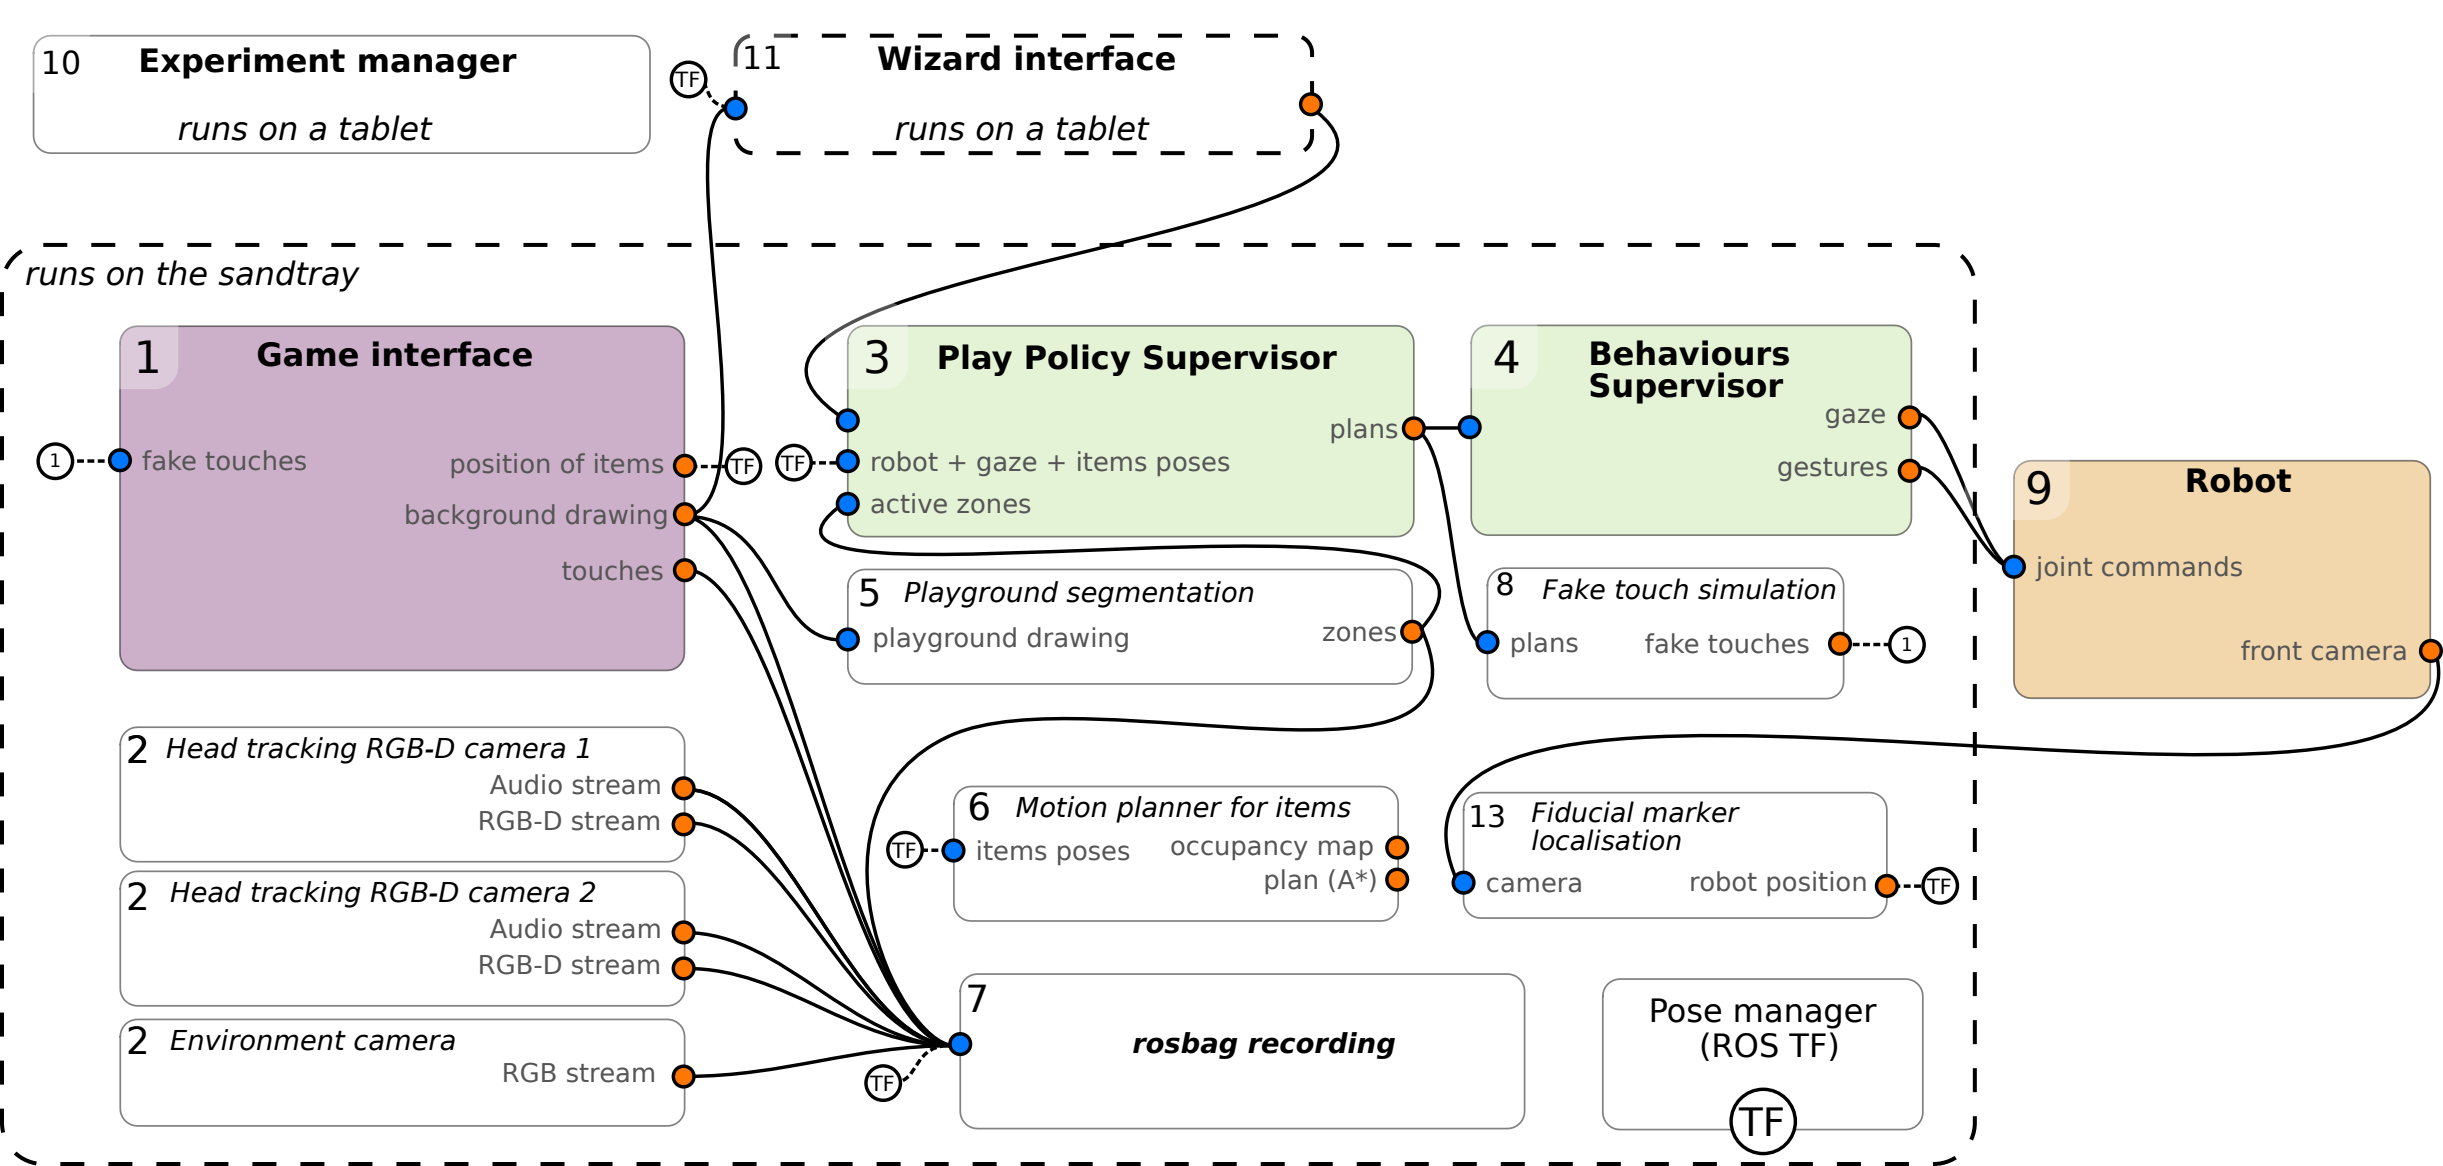 10
Experiment manager
runs on a tablet
TF
11
Wizard interface
runs on a tablet
runs on the sandtray
1
Game interface
1
fake touches
position of items
TF
background drawing
touches
3
Play Policy Supervisor
plans
TF
robot + gaze + items poses
active zones
4
Behaviours
Supervisor
gaze
gestures
9
Robot
joint commands
front camera
5
Playground segmentation
playground drawing
zones
8
Fake touch simulation
plans
fake touches
1
2
Head tracking RGB-D camera 1
Audio stream
RGB-D stream
2
Head tracking RGB-D camera 2
Audio stream
RGB-D stream
2
Environment camera
RGB stream
6
Motion planner for items
TF
items poses
occupancy map
plan (A*)
13
Fiducial marker
localisation
camera
robot position
TF
7
rosbag recording
TF
Pose manager
(ROS TF)
TF